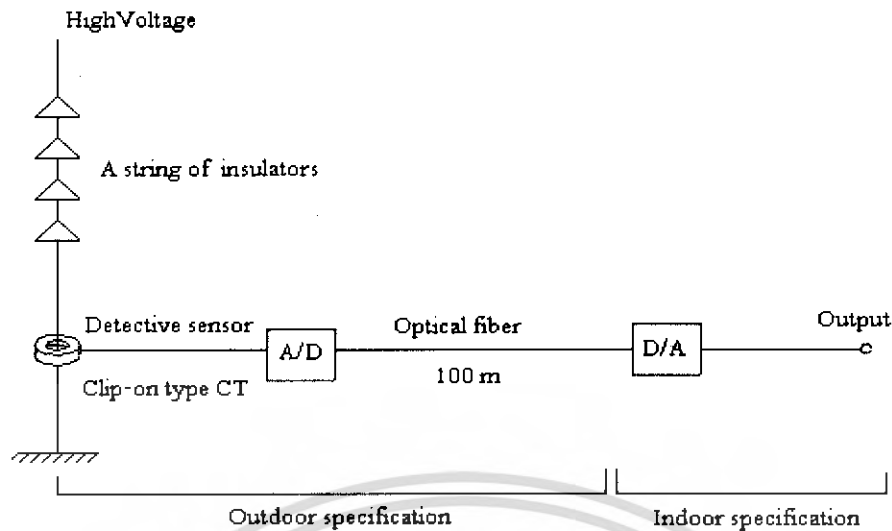 HighVoltage
A string of insulators
Detective sensor
A/D
Optical fiber
D/A
Output
Clip-on type CT
100 m
Outdoor specification
Indoor specification